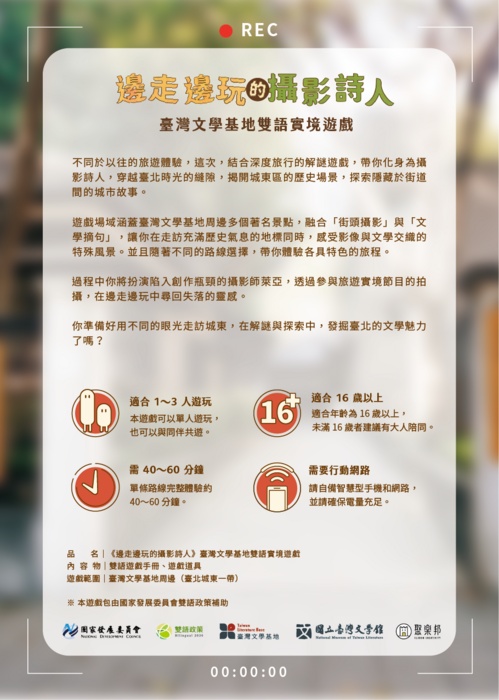 REC
邊走邊玩的攝影詩人
臺灣文學基地雙語實境遊戲
不同於以往的旅遊體驗，這次，結合深度旅行的解謎遊戲，帶你化身為攝
影詩人，穿越臺北時光的縫隙，揭開城東區的歷史場景，探索隱藏於街道
間的城市故事。
遊戲場域涵蓋臺灣文學基地周邊多個著名景點，融合「街頭攝影」與「文
學摘句」，讓你在走訪充滿歷史氣息的地標同時，感受影像與文學交織的
特殊風景。並且隨著不同的路線選擇，帶你體驗各具特色的旅程。
過程中你將扮演陷入創作瓶頸的攝影師萊亞，透過參與旅遊實境節目的拍
攝，在邊走邊玩中尋回失落的靈感。
你準備好用不同的眼光走訪城東，在解謎與探索中，發掘臺北的文學魅力
了嗎？
適合 1～3 人遊玩
本遊戲可以單人遊玩，
也可以與同伴共遊。
16+
適合 16 歲以上
適合年齡為 16 歲以上，
未滿 16 歲者建議有大人陪同。
需 40～60 分鐘
單條路線完整體驗約
40～60 分鐘。
需要行動網路
請自備智慧型手機和網路，
並請確保電量充足。
品　　名｜《邊走邊玩的攝影詩人》臺灣文學基地雙語實境遊戲
內 容 物｜雙語遊戲手冊、遊戲道具
遊戲範圍｜臺灣文學基地周邊（臺北城東一帶）
※ 本遊戲包由國家發展委員會雙語政策補助
國家發展委員會
NATIONAL DEVELOPMENT COUNCIL
雙語政策
Bilingual 2030
Taiwan
Literature Base
臺灣文學基地
國立臺灣文學館
National Museum of Taiwan Literature
聚樂邦
00:00:00